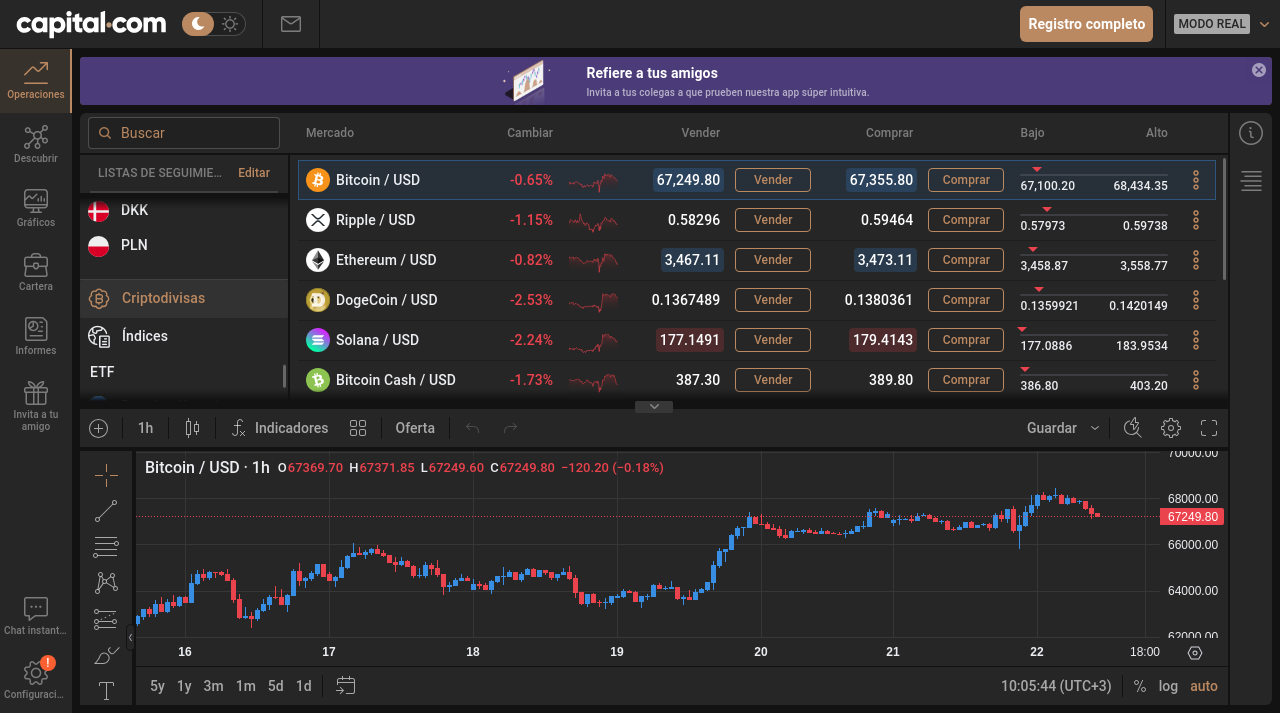 capital.com
Registro completo
MODO REAL
Operaciones
Descubrir
Gráficos
Cartera
Informes
Invita a tu
amigo
Chat instant...
!
Configuraci...
Refiere a tus amigos
Invita a tus colegas a que prueben nuestra app súper intuitiva.
Buscar
LISTAS DE SEGUIMIE... Editar
DKK
PLN
Criptodivisas
Índices
ETF
Mercado Cambiar Vender Comprar Bajo Alto
Bitcoin / USD -0.65% 67,249.80 Vender 67,355.80 Comprar 67,100.20 68,434.35
Ripple / USD -1.15% 0.58296 Vender 0.59464 Comprar 0.57973 0.59738
Ethereum / USD -0.82% 3,467.11 Vender 3,473.11 Comprar 3,458.87 3,558.77
DogeCoin / USD -2.53% 0.1367489 Vender 0.1380361 Comprar 0.1359921 0.1420149
Solana / USD -2.24% 177.1491 Vender 179.4143 Comprar 177.0886 183.9534
Bitcoin Cash / USD -1.73% 387.30 Vender 389.80 Comprar 386.80 403.20
1h Indicadores Oferta Guardar
Bitcoin / USD · 1h O67369.70 H67371.85 L67249.60 C67249.80 −120.20 (−0.18%)
70000.00
68000.00
67249.80
66000.00
64000.00
62000.00
16 17 18 19 20 21 22 18:00
5y 1y 3m 1m 5d 1d 10:05:44 (UTC+3) % log auto